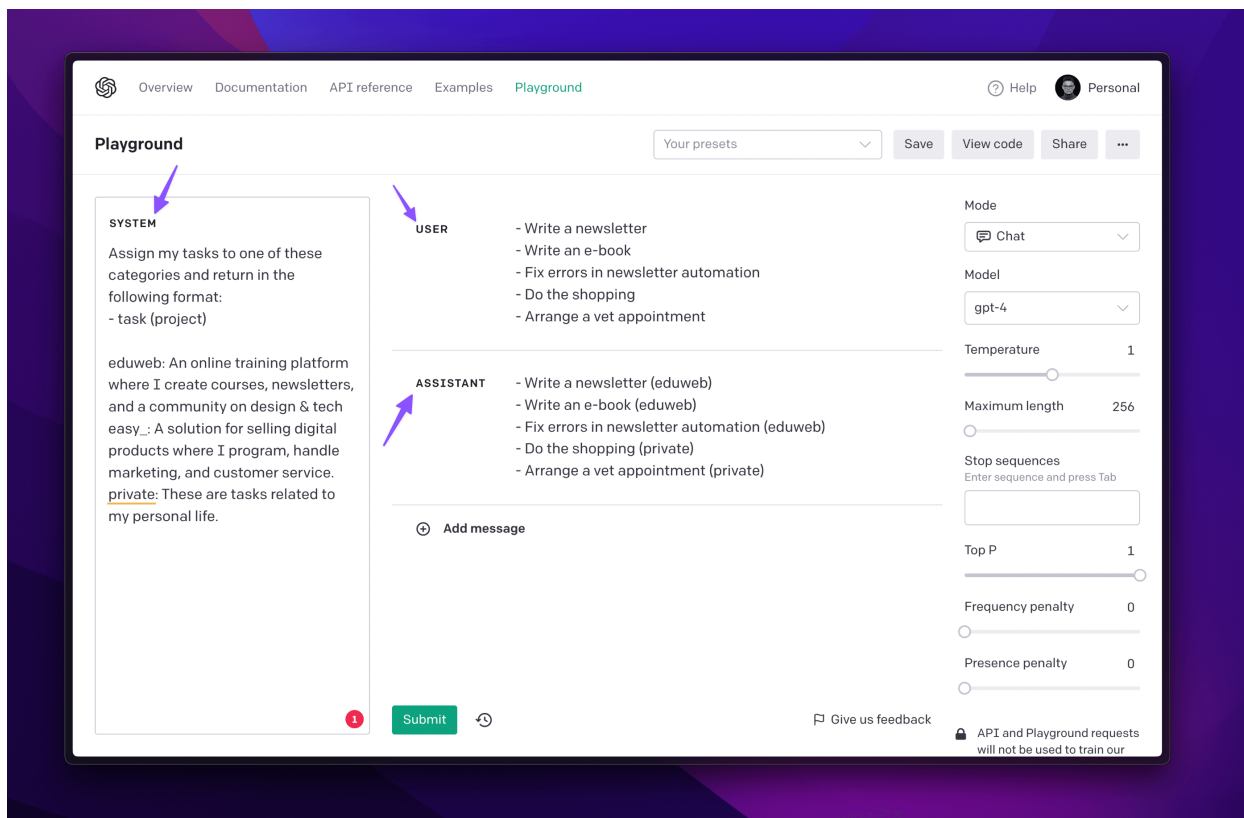 Overview Documentation API reference Examples Playground Help Personal
Playground Your presets Save View code Share ...
SYSTEM
Assign my tasks to one of these
categories and return in the
following format:
- task (project)
eduweb: An online training platform
where I create courses, newsletters,
and a community on design & tech
easy_: A solution for selling digital
products where I program, handle
marketing, and customer service.
private: These are tasks related to
my personal life.
1
USER
- Write a newsletter
- Write an e-book
- Fix errors in newsletter automation
- Do the shopping
- Arrange a vet appointment
ASSISTANT
- Write a newsletter (eduweb)
- Write an e-book (eduweb)
- Fix errors in newsletter automation (eduweb)
- Do the shopping (private)
- Arrange a vet appointment (private)
Add message
Submit
Give us feedback
Mode
Chat
Model
gpt-4
Temperature 1
Maximum length 256
Stop sequences
Enter sequence and press Tab
Top P 1
Frequency penalty 0
Presence penalty 0
API and Playground requests
will not be used to train our